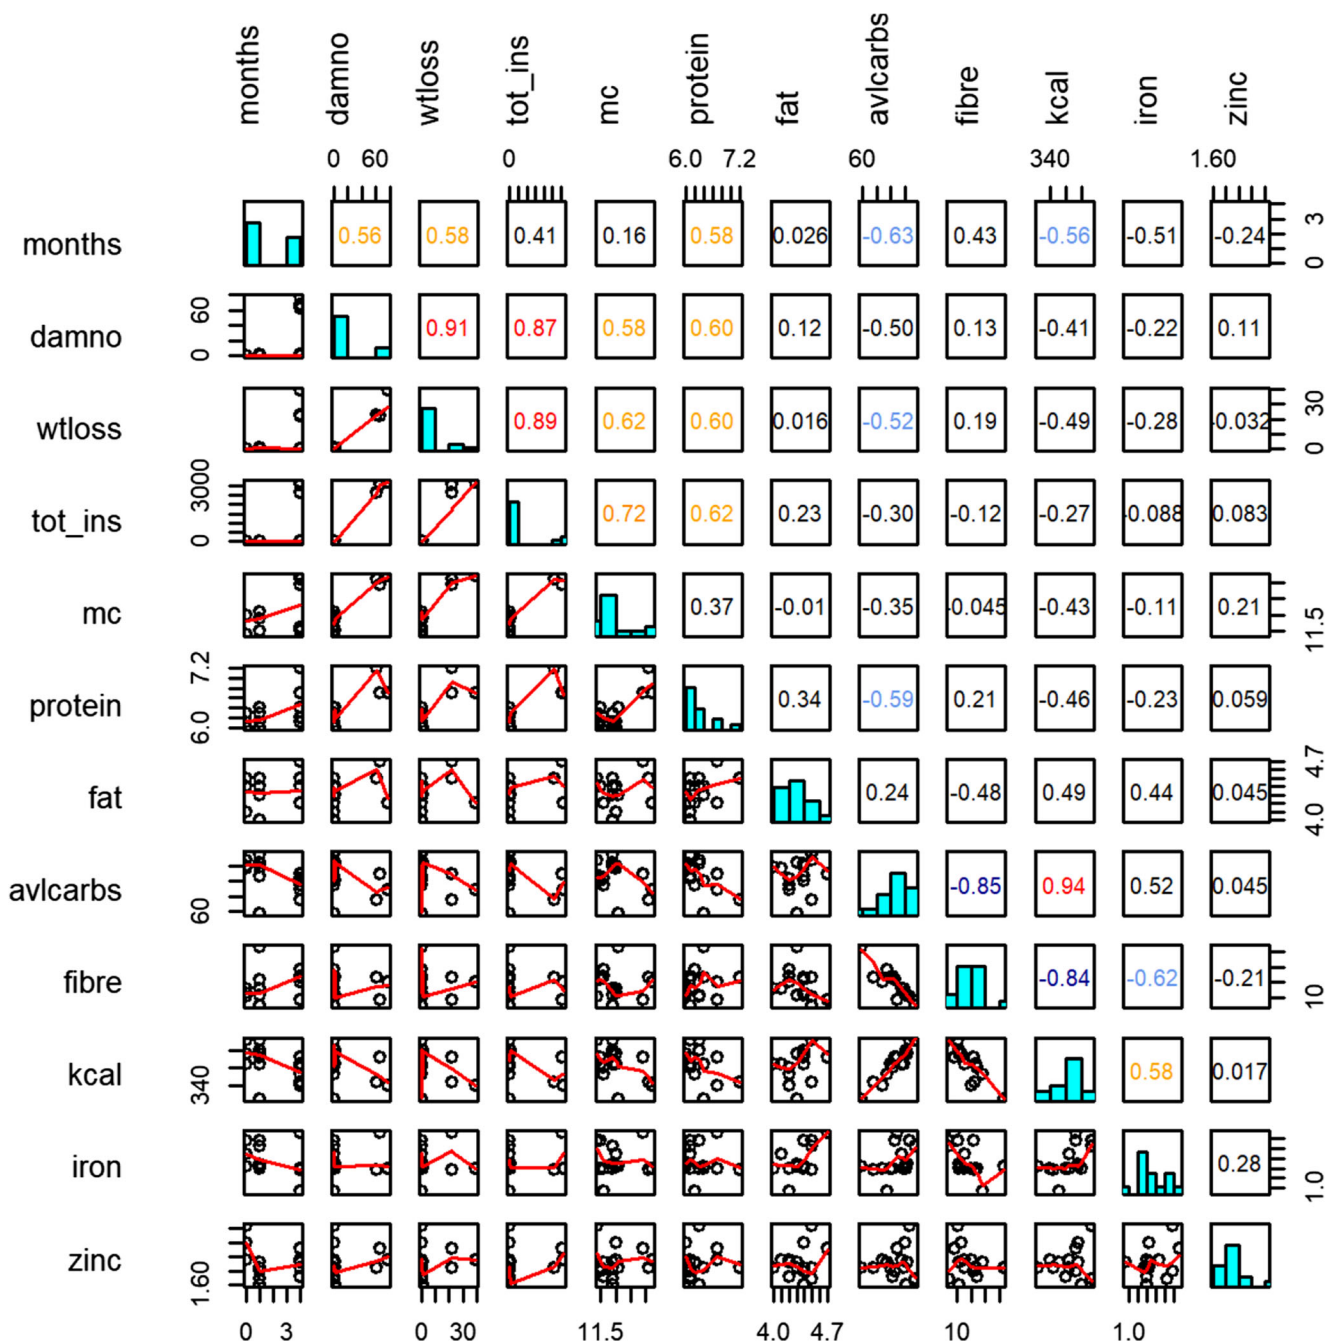 months damno wtloss tot_ins mc protein fat avlcarbs fibre kcal iron zinc
0 60 0 6.0 7.2 60 340 1.60
months 0.56 0.58 0.41 0.16 0.58 0.026 -0.63 0.43 -0.56 -0.51 -0.24 0 3
damno 0 60 0.91 0.87 0.58 0.60 0.12 -0.50 0.13 -0.41 -0.22 0.11
wtloss 0.89 0.62 0.60 0.016 -0.52 0.19 -0.49 -0.28 -0.032 0 30
tot_ins 0 3000 0.72 0.62 0.23 -0.30 -0.12 -0.27 -0.088 0.083
mc 0.37 -0.01 -0.35 -0.045 -0.43 -0.11 0.21 11.5
protein 6.0 7.2 0.34 -0.59 0.21 -0.46 -0.23 0.059
fat 0.24 -0.48 0.49 0.44 0.045 4.0 4.7
avlcarbs 60 -0.85 0.94 0.52 0.045
fibre -0.84 -0.62 -0.21 10
kcal 340 0.58 0.017
iron 0.28 1.0
zinc 1.60
0 3 0 30 11.5 4.0 4.7 10 1.0